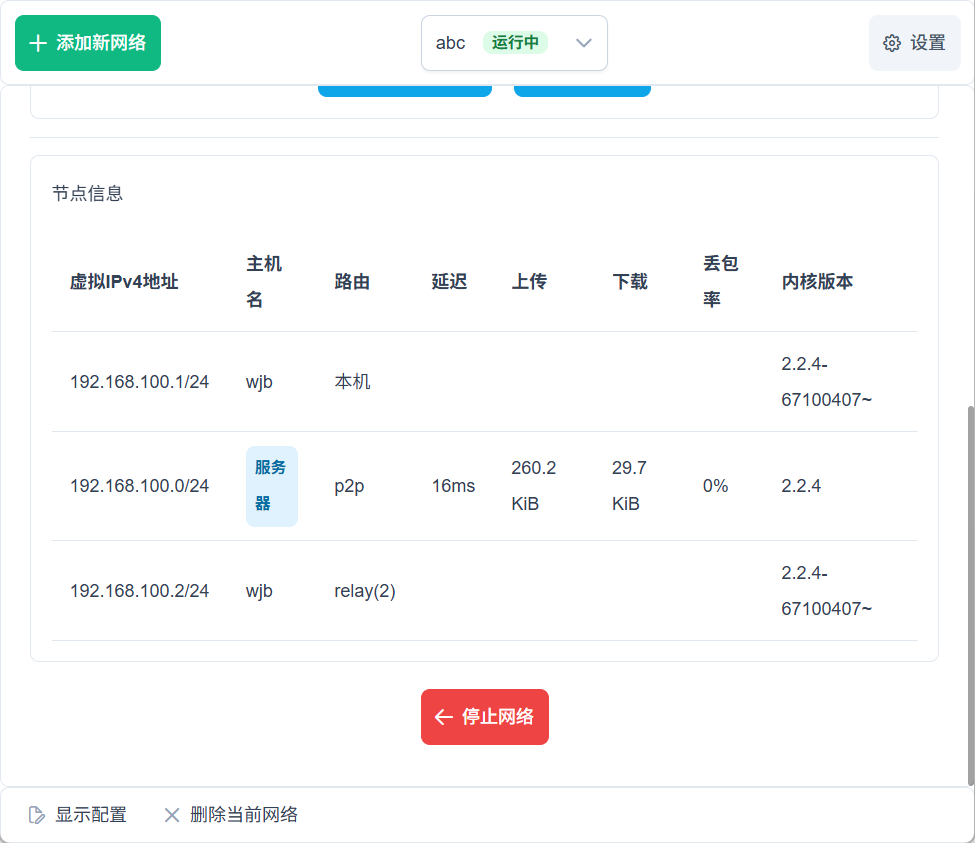 添加新网络
abc 运行中
设置
节点信息
虚拟IPv4地址 主机名 路由 延迟 上传 下载 丢包率 内核版本
192.168.100.1/24 wjb 本机 2.2.4-67100407~
192.168.100.0/24 服务器 p2p 16ms 260.2 KiB 29.7 KiB 0% 2.2.4
192.168.100.2/24 wjb relay(2) 2.2.4-67100407~
停止网络
显示配置 删除当前网络